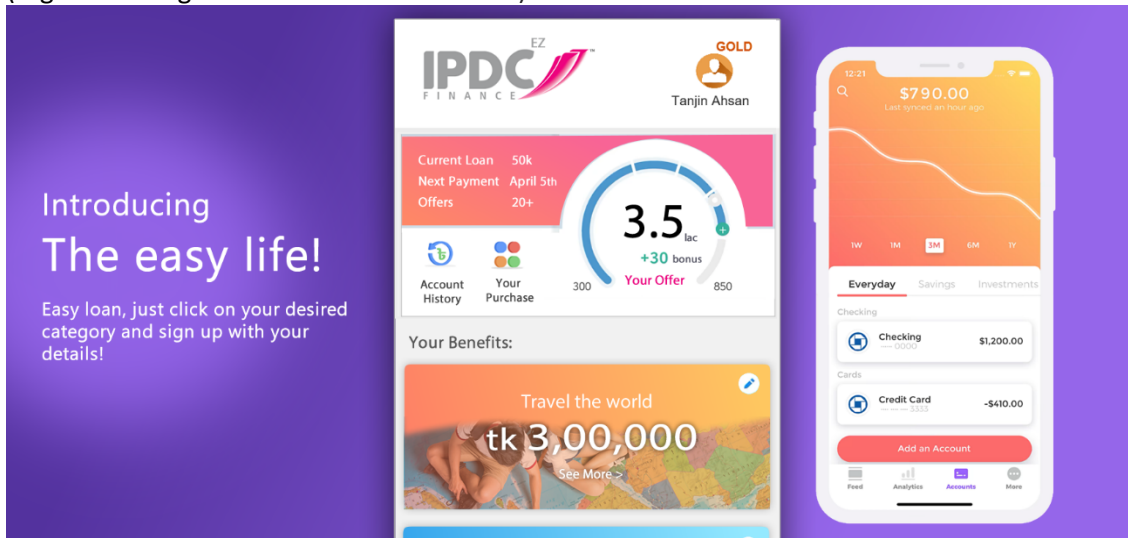 Introducing
The easy life!
Easy loan, just click on your desired
category and sign up with your
details!
EZ
IPDC™
FINANCE
GOLD
Tanjin Ahsan
Current Loan 50k
Next Payment April 5th
Offers 20+
Account
History
Your
Purchase
3.5 lac
+30 bonus
Your Offer
300
850
Your Benefits:
Travel the world
tk 3,00,000
See More >
12:21
$790.00
Last synced an hour ago
1W 1M 3M 6M 1Y
Everyday Savings Investments
Checking
Checking $1,200.00
0000
Cards
Credit Card -$410.00
3333
Add an Account
Feed Analytics Accounts More